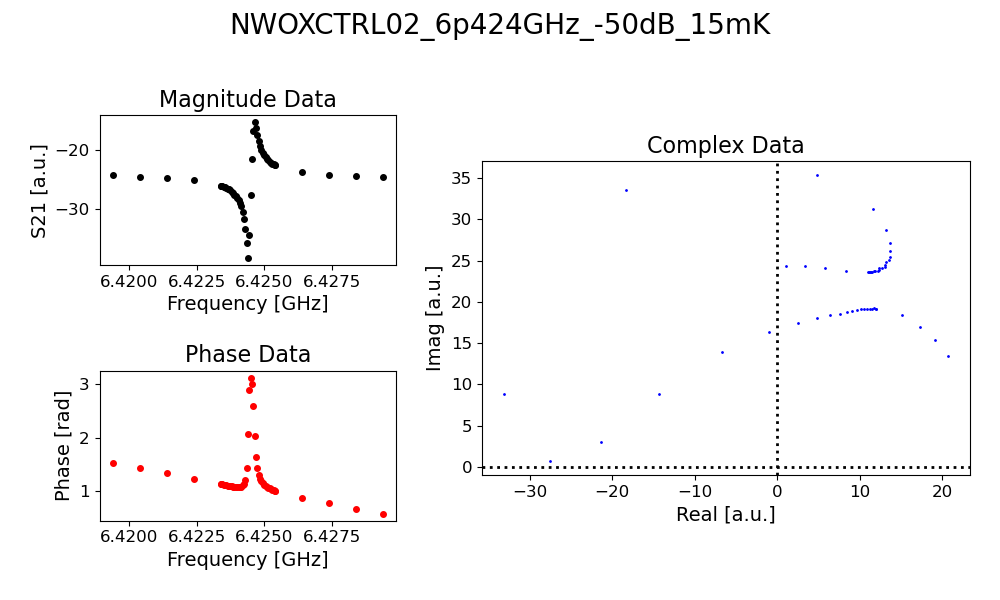 NWOXCTRL02_6p424GHz_-50dB_15mK
Magnitude Data
S21 [a.u.]
−20
−30
6.4200 6.4225 6.4250 6.4275
Frequency [GHz]
Phase Data
Phase [rad]
3
2
1
6.4200 6.4225 6.4250 6.4275
Frequency [GHz]
Complex Data
Imag [a.u.]
35
30
25
20
15
10
5
0
−30 −20 −10 0 10 20
Real [a.u.]